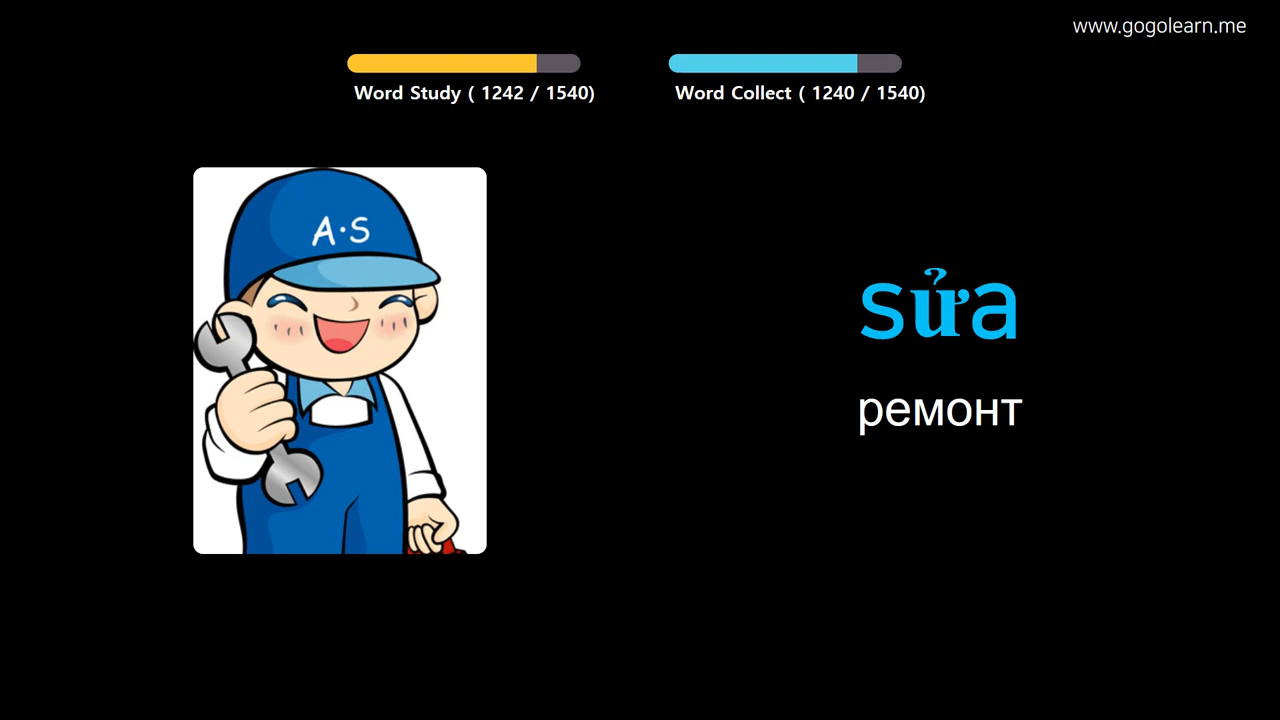 www.gogolearn.me
Word Study ( 1242 / 1540)
Word Collect ( 1240 / 1540)
A·S
sửa
ремонт